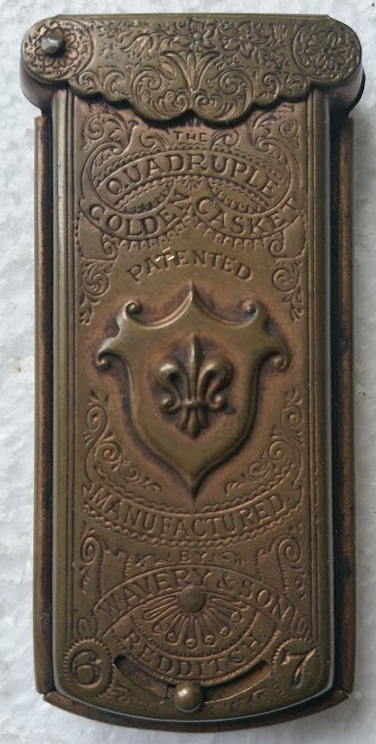 THE
QUADRUPLE
GOLDEN CASKET
PATENTED
MANUFACTURED
BY
W. AVERY & SON
REDDITCH
6 7